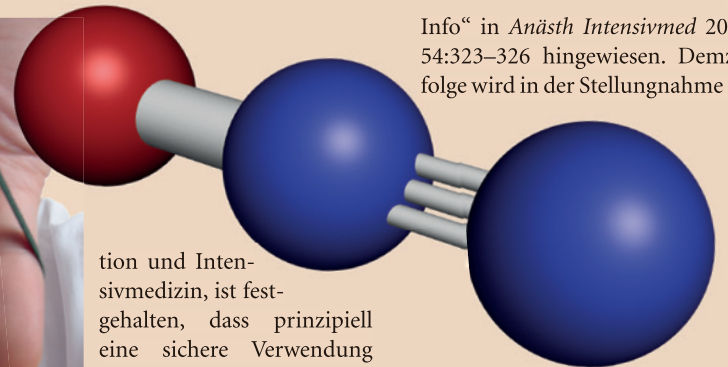 Info“ in Anästh Intensivmed 20
54:323–326 hingewiesen. Dem
folge wird in der Stellungnahme
tion und Inten-
sivmedizin, ist fest-
gehalten, dass prinzipiell
eine sichere Verwendung